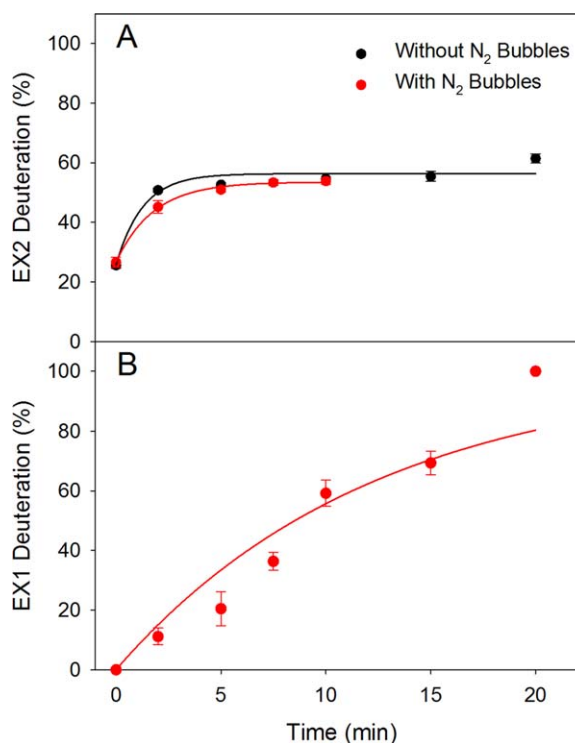 A
Without N₂ Bubbles
With N₂ Bubbles
100
80
60
40
20
0
EX2 Deuteration (%)
B
100
80
60
40
20
0
EX1 Deuteration (%)
0 5 10 15 20
Time (min)